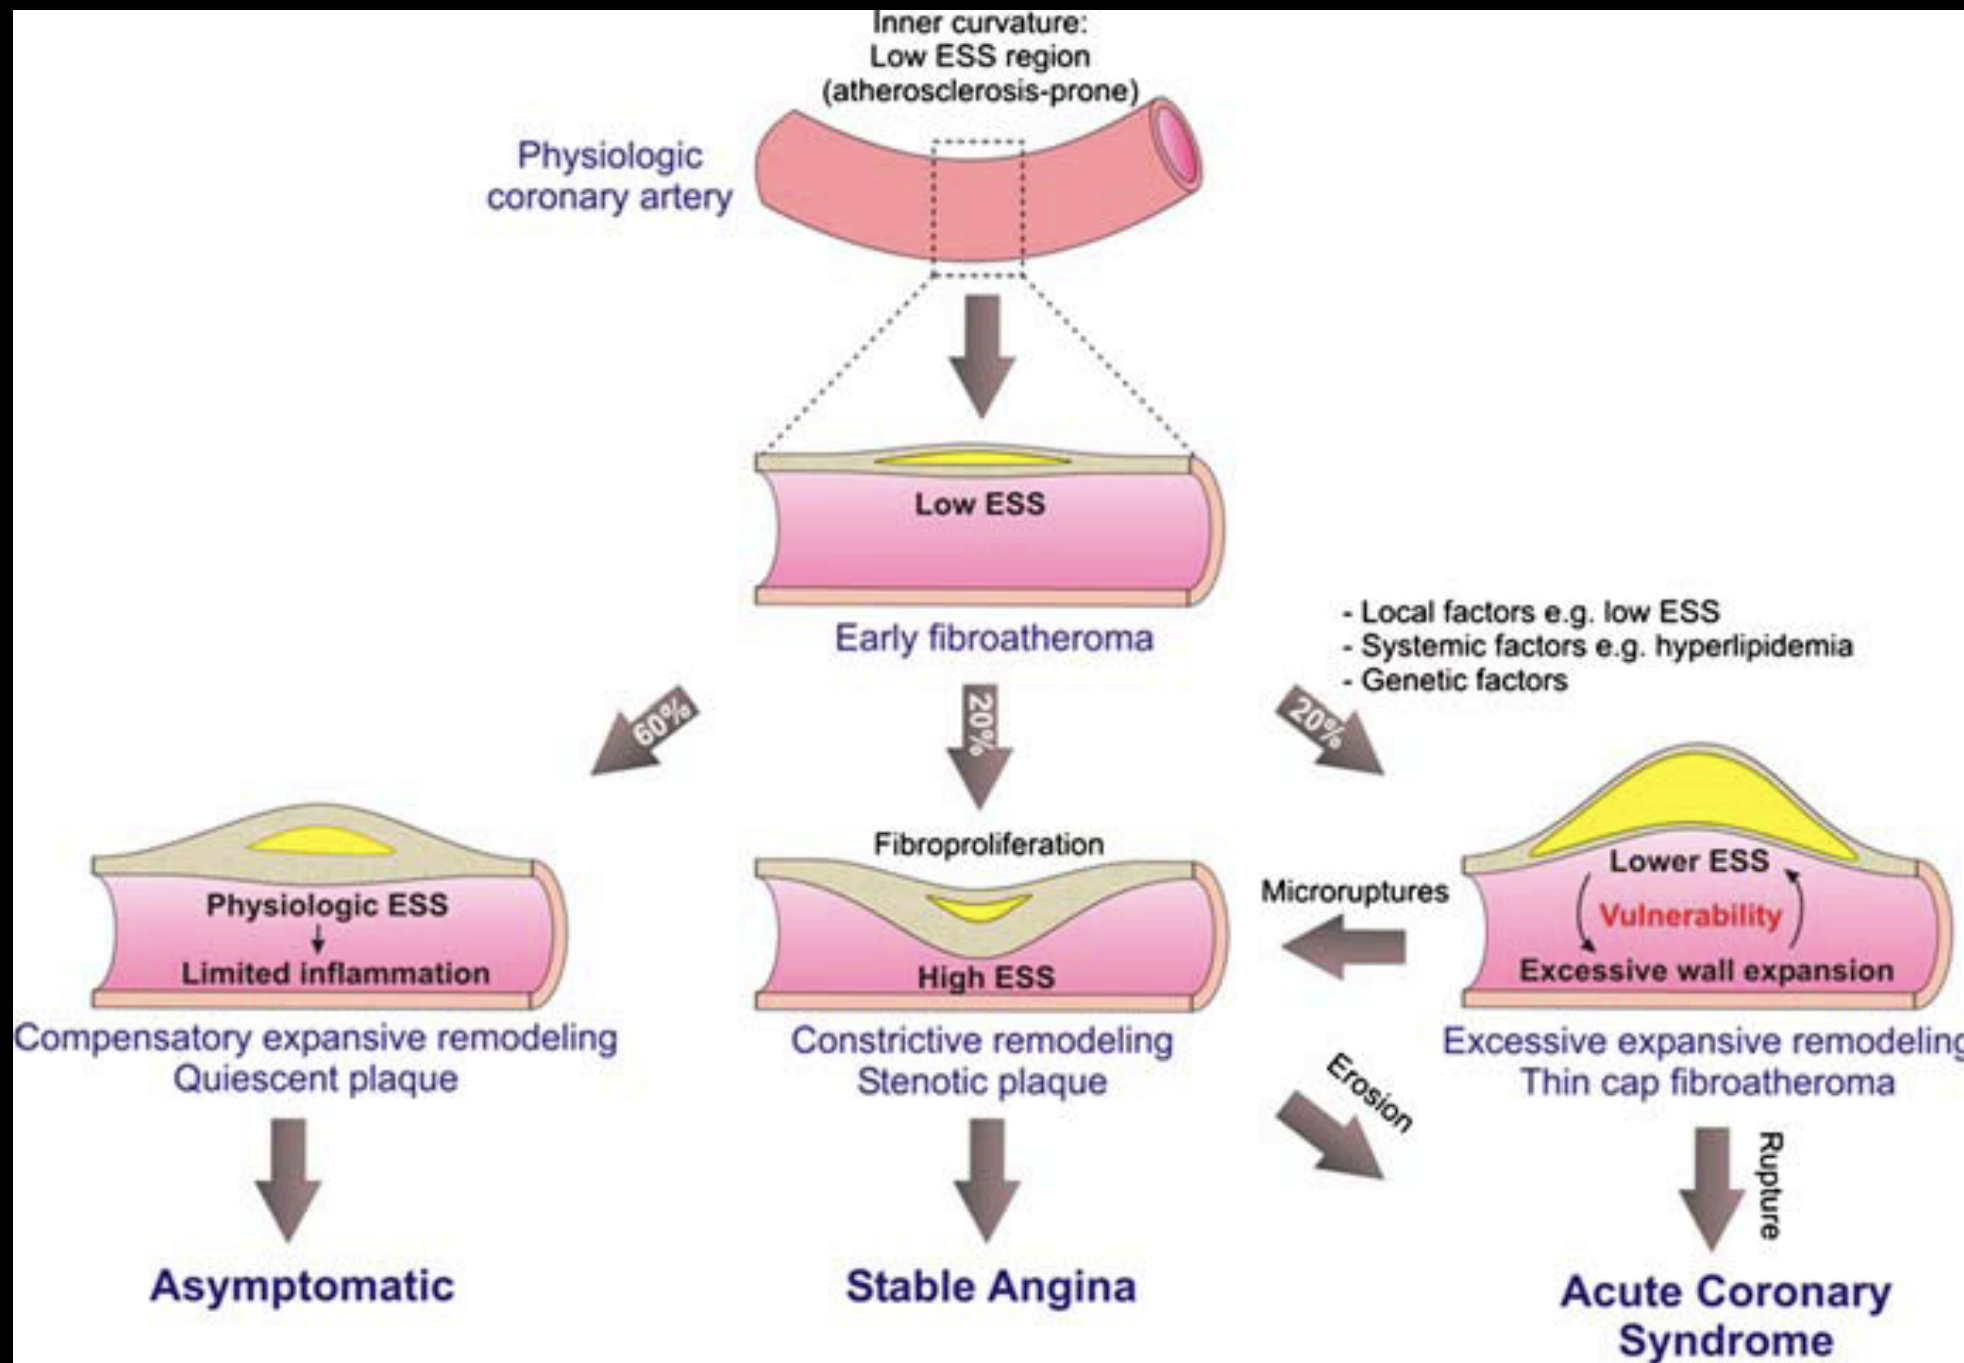 Inner curvature:
Low ESS region
(atherosclerosis-prone)
Physiologic
coronary artery
Low ESS
Early fibroatheroma
- Local factors e.g. low ESS
- Systemic factors e.g. hyperlipidemia
- Genetic factors
60%
20%
20%
Physiologic ESS
Limited inflammation
Compensatory expansive remodeling
Quiescent plaque
Asymptomatic
Fibroproliferation
High ESS
Constrictive remodeling
Stenotic plaque
Stable Angina
Microruptures
Erosion
Lower ESS
Vulnerability
Excessive wall expansion
Excessive expansive remodeling
Thin cap fibroatheroma
Rupture
Acute Coronary
Syndrome